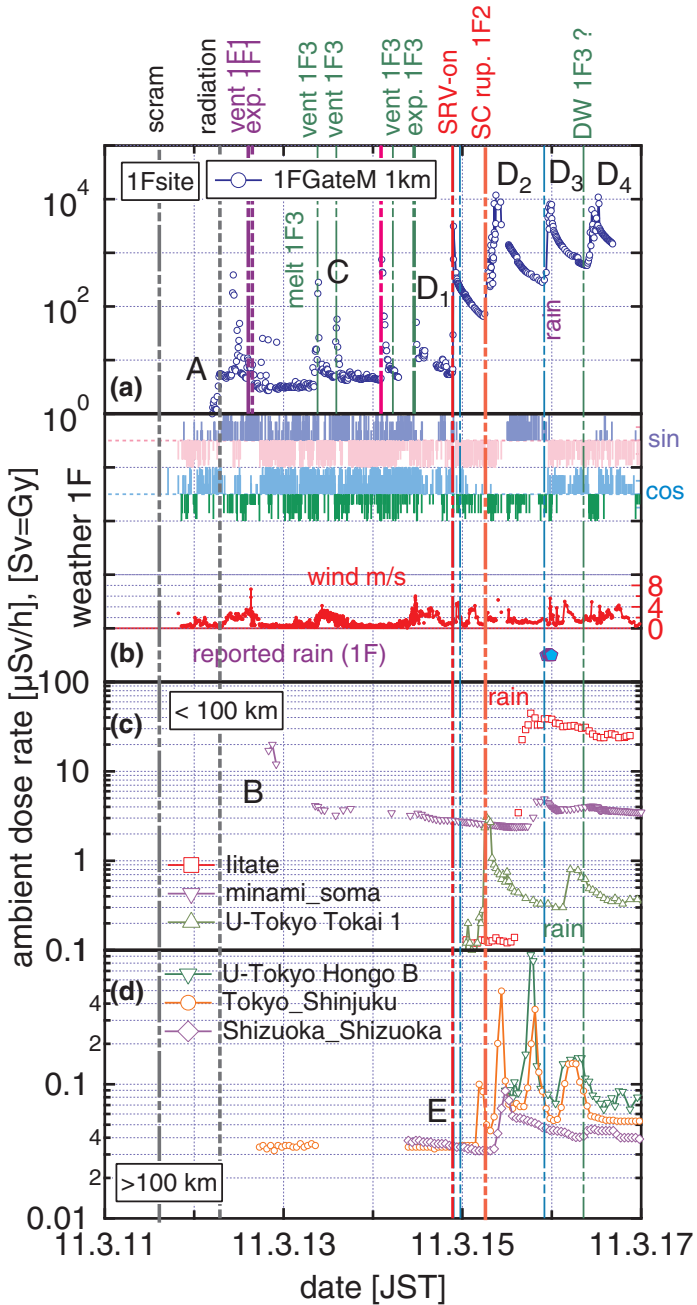 scram
radiation
vent 1E1
exp. 1F1
vent 1F3
vent 1F3
vent 1F3
exp. 1F3
SRV-on
SC rup. 1F2
DW 1F3 ?
1Fsite
1FGateM 1km
D2
D3
D4
10^4
10^2
10^0
melt 1F3
C
D1
rain
A
(a)
ambient dose rate [µSv/h], [Sv=Gy]
weather 1F
sin
cos
wind m/s
8
4
0
(b)
reported rain (1F)
100
10
1
0.1
(c)
< 100 km
rain
B
Iitate
minami_soma
U-Tokyo Tokai 1
rain
(d)
U-Tokyo Hongo B
Tokyo_Shinjuku
Shizuoka_Shizuoka
4
2
0.1
4
2
0.01
E
>100 km
11.3.11
11.3.13
11.3.15
11.3.17
date [JST]